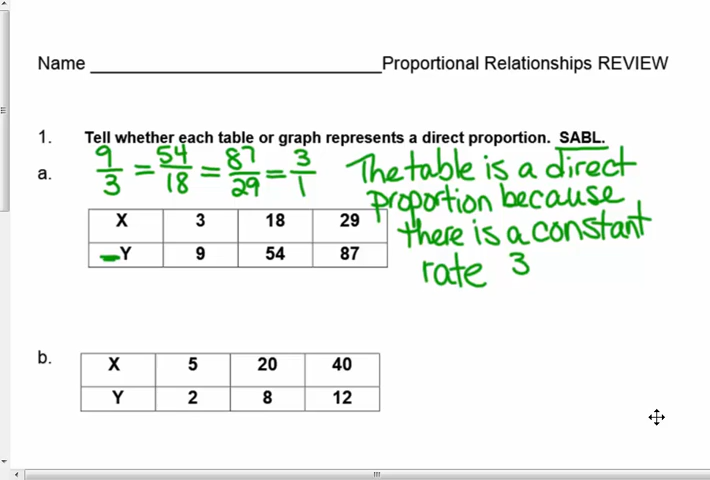 Name ______________________________Proportional Relationships REVIEW
1. Tell whether each table or graph represents a direct proportion. SABL.
a. 9/3 = 54/18 = 87/29 = 3/1
The table is a direct
proportion because
there is a constant
rate 3
X 3 18 29
Y 9 54 87
b.
X 5 20 40
Y 2 8 12